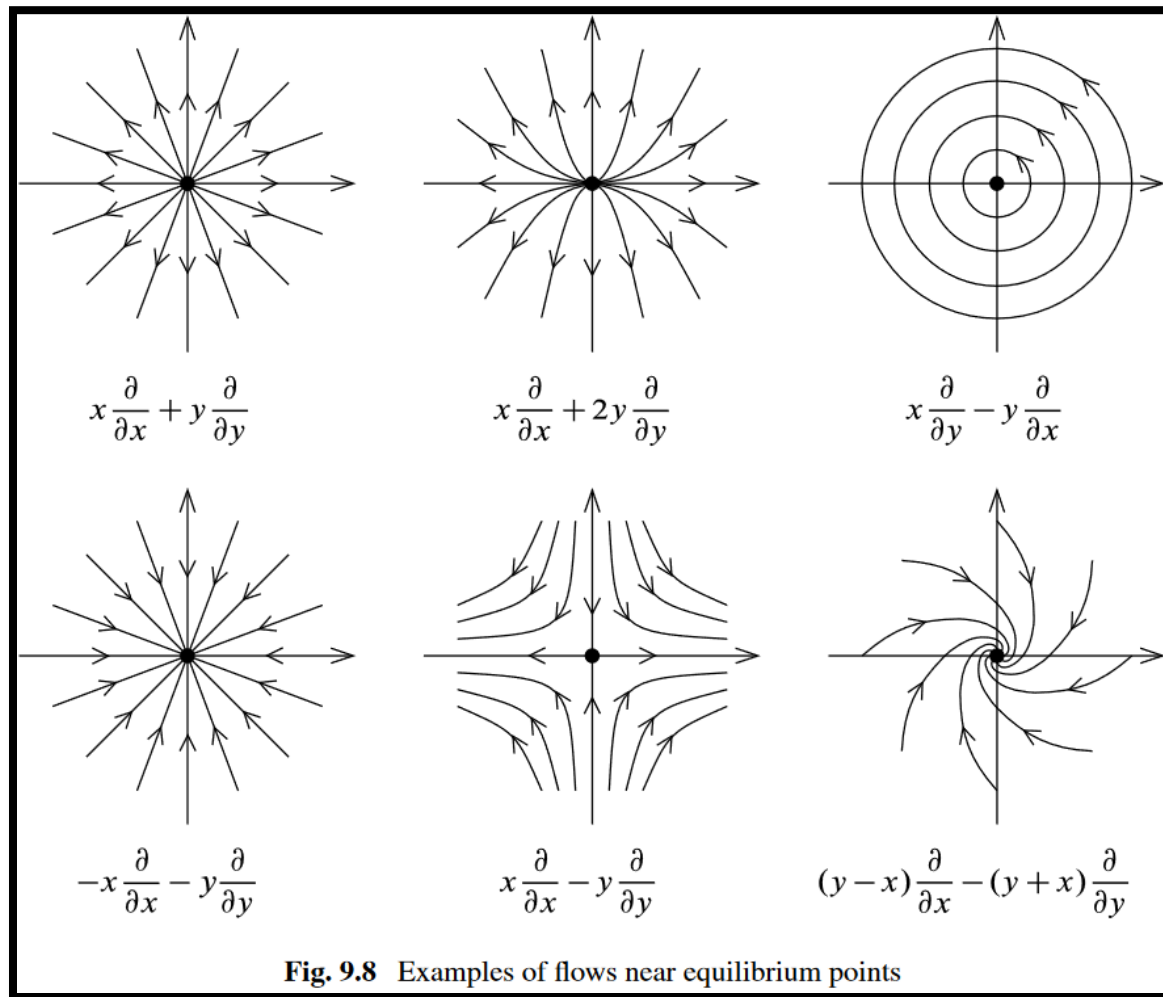 x ∂/∂x + y ∂/∂y
x ∂/∂x + 2y ∂/∂y
x ∂/∂y − y ∂/∂x
−x ∂/∂x − y ∂/∂y
x ∂/∂x − y ∂/∂y
(y − x) ∂/∂x − (y + x) ∂/∂y
Fig. 9.8 Examples of flows near equilibrium points